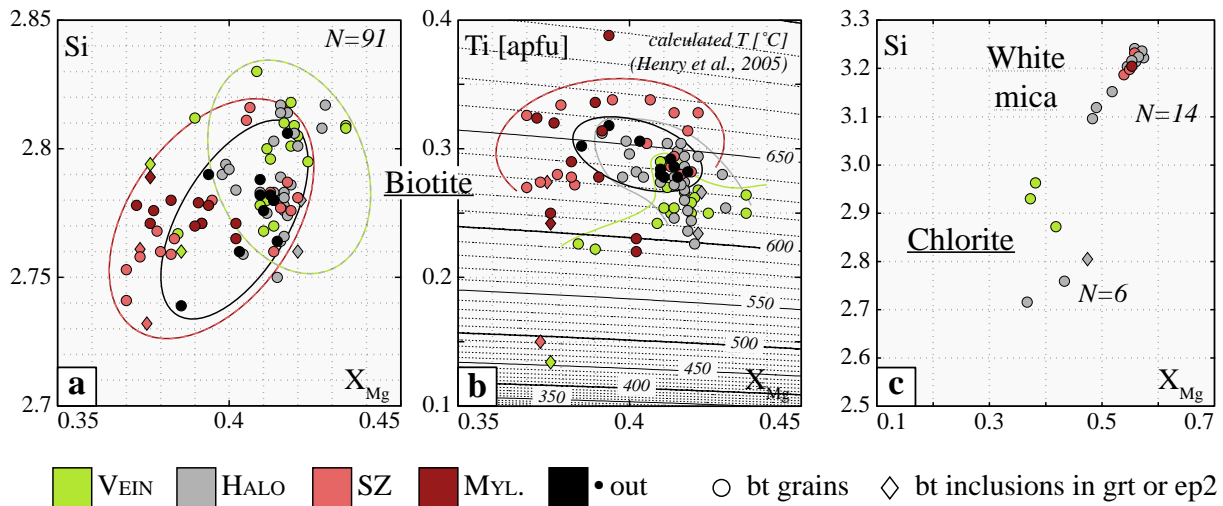 2.85
2.8
2.75
2.7
Si
N=91
a
X Mg
0.35
0.4
0.45
Biotite
0.4
0.3
0.2
0.1
Ti [apfu]
calculated T [°C]
(Henry et al., 2005)
650
600
550
500
450
400
350
b
X Mg
0.35
0.4
0.45
3.3
3.2
3.1
3.0
2.9
2.8
2.7
2.6
2.5
Si
White
mica
N=14
Chlorite
N=6
c
X Mg
0.1
0.3
0.5
0.7
VEIN
HALO
SZ
MYL.
• out
bt grains
bt inclusions in grt or ep2